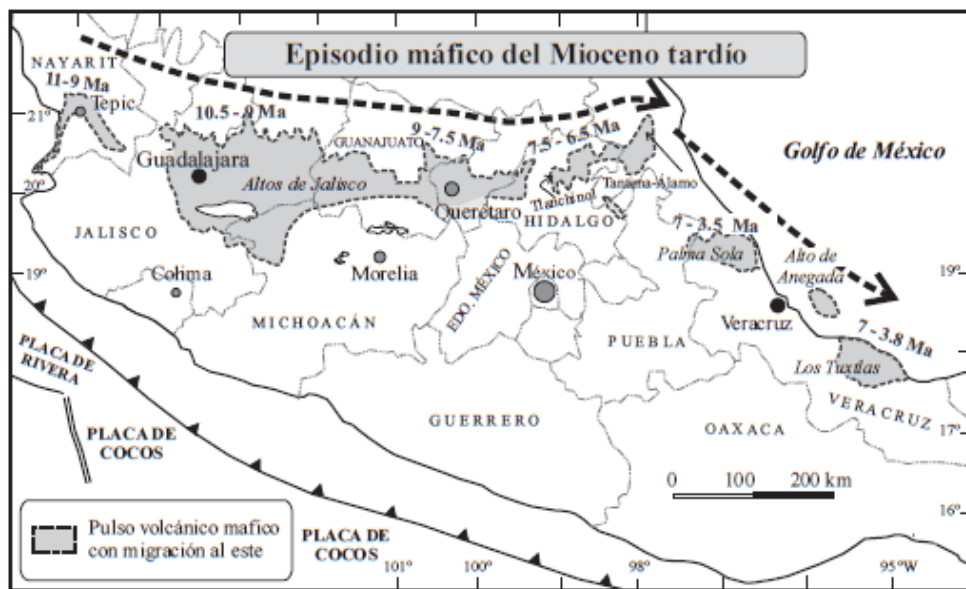 Episodio máfico del Mioceno tardío
NAYARIT
11-9 Ma
Tepic
21°
10.5 - 9 Ma
9 -7.5 Ma
7.5 - 6.5 Ma
GUANAJUATO
Golfo de México
Guadalajara
Altos de Jalisco
20°
Querétaro
Tlanchinol
Tantima-Álamo
HIDALGO
7 - 3.5 Ma
JALISCO
Palma Sola
Alto de
Anegada
19°
19°
Colima
Morelia
EDO. MÉXICO
México
Veracruz
MICHOACÁN
PUEBLA
7 - 3.8 Ma
Los Tuxtlas
PLACA DE
RIVERA
VERACRUZ
GUERRERO
OAXACA
17°
PLACA DE
COCOS
0 100 200 km
16°
Pulso volcánico mafico
con migración al este
PLACA DE
COCOS
101° 100° 98° 95°W